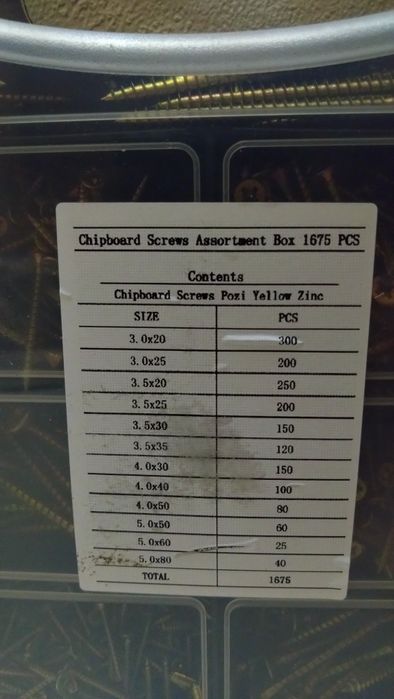 Chipboard Screws Assortment Box 1675 PCS
Contents
Chipboard Screws Pozi Yellow Zinc
SIZE PCS
3.0x20 300
3.0x25 200
3.5x20 250
3.5x25 200
3.5x30 150
3.5x35 120
4.0x30 150
4.0x40 100
4.0x50 80
5.0x50 60
5.0x60 25
5.0x80 40
TOTAL 1675